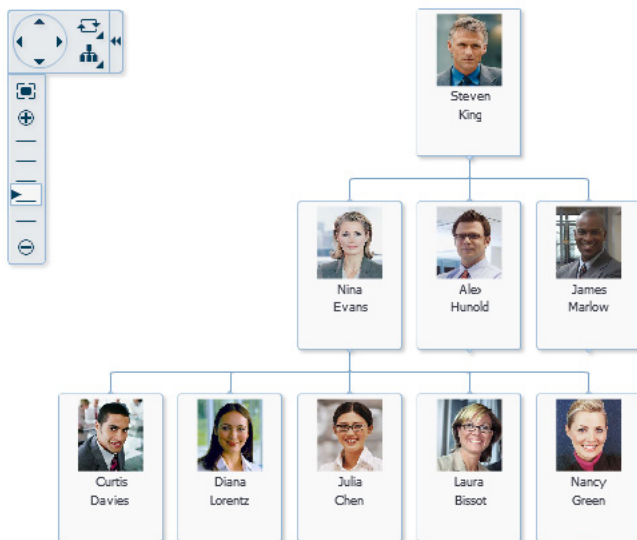 Steven
King
Nina
Evans
Alex
Hunold
James
Marlow
Curtis
Davies
Diana
Lorentz
Julia
Chen
Laura
Bissot
Nancy
Green